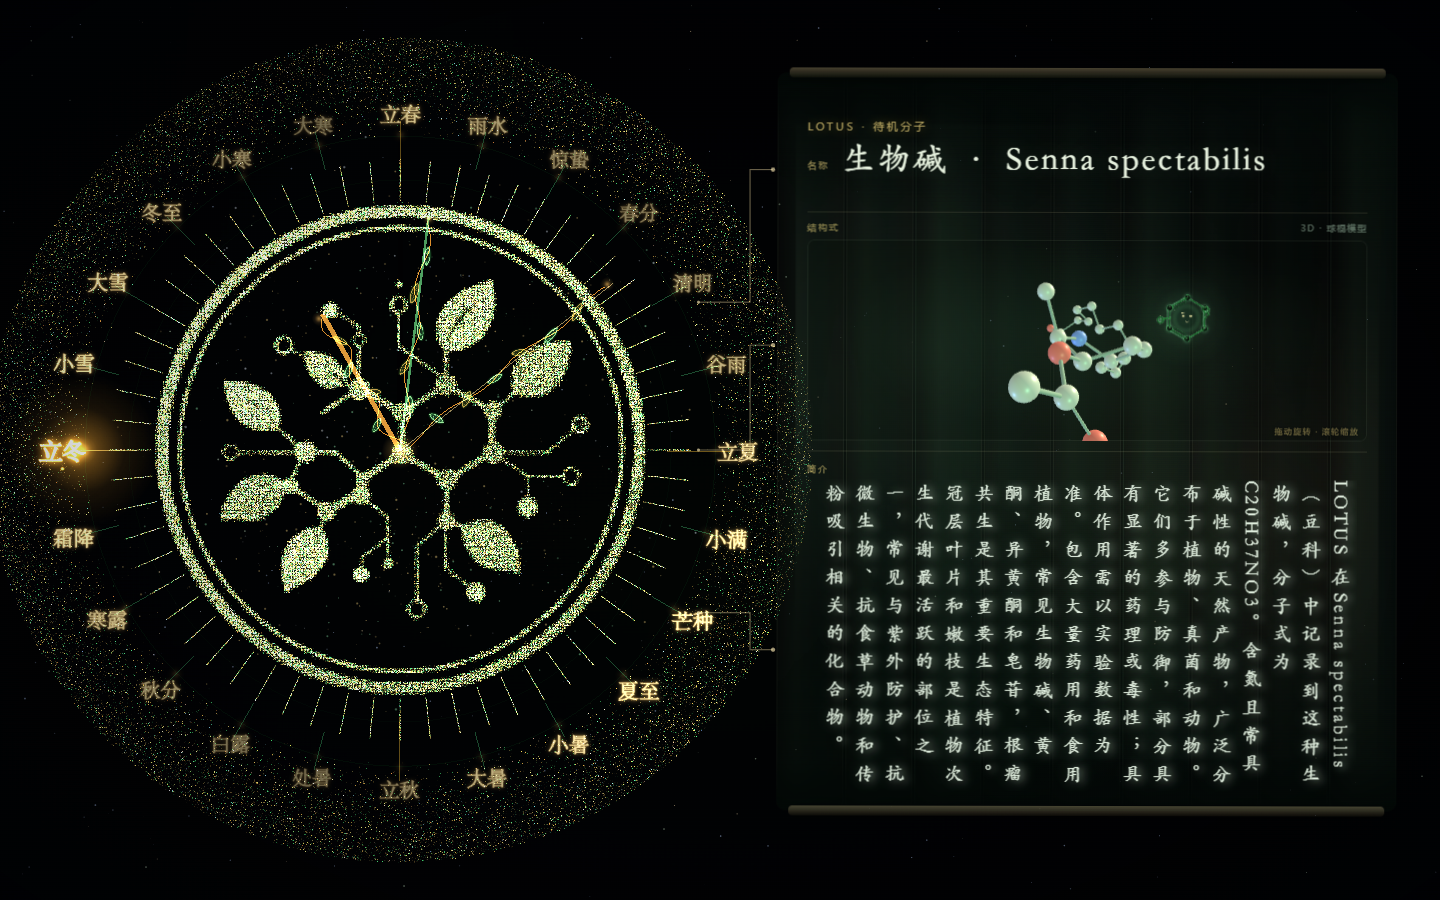 立春
雨水
惊蛰
春分
清明
谷雨
立夏
小满
芒种
夏至
小暑
大暑
立秋
处暑
白露
秋分
寒露
霜降
立冬
小雪
大雪
冬至
小寒
大寒
LOTUS · 待机分子
名称 生物碱 · Senna spectabilis
结构式
3D · 球棍模型
拖动旋转 · 滚轮缩放
简介
LOTUS 在 Senna spectabilis
（豆科）中记录到这种生
物碱，分子式为
C20H37NO3。含氮且常具
碱性的天然产物，广泛分
布于植物、真菌和动物。
它们多参与防御，部分具
有显著的药理或毒性；具
体作用需以实验数据为
准。包含大量药用和食用
植物，常见生物碱、黄
酮、异黄酮和皂苷，根瘤
共生是其重要生态特征。
冠层叶片和嫩枝是植物次
生代谢最活跃的部位之
一，常见与紫外防护、抗
微生物、抗食草动物和传
粉吸引相关的化合物。